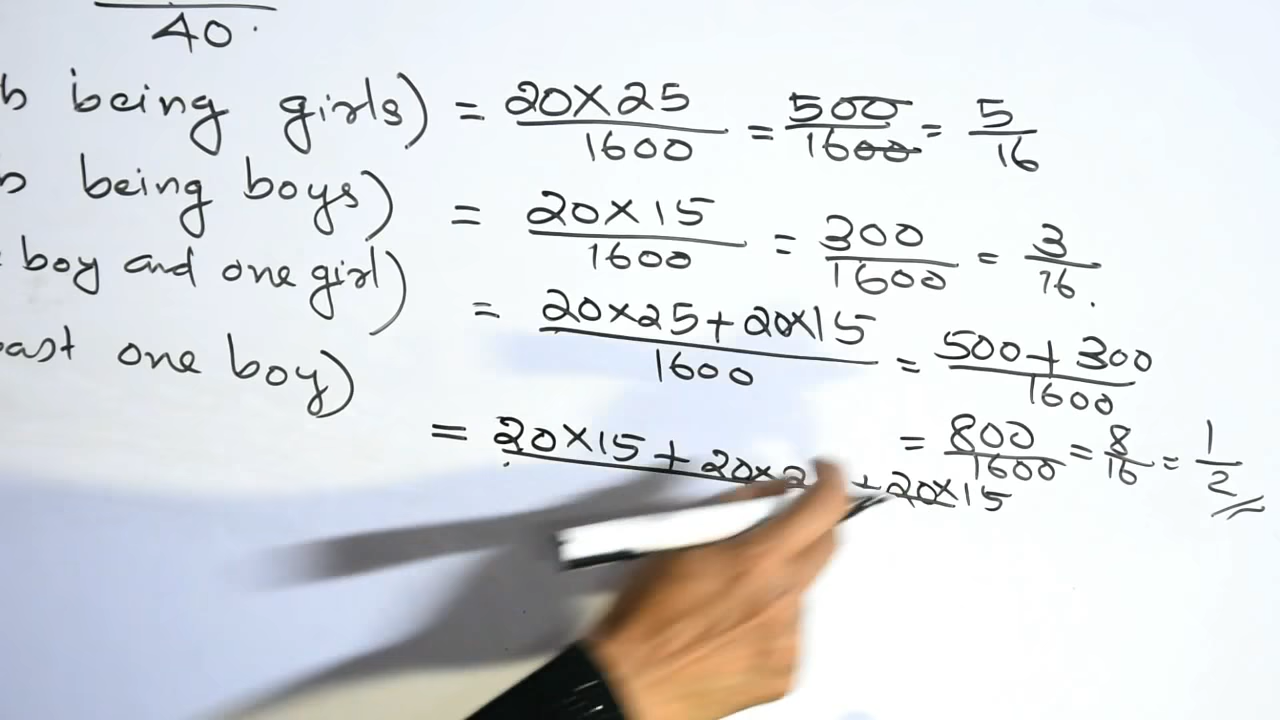 40.
being girls) = 20×25/1600 = 500/1600 = 5/16
being boys) = 20×15/1600 = 300/1600 = 3/16.
boy and one girl) = 20×25+20×15/1600 = 500+300/1600
one boy) = 800/1600 = 8/16 = 1/2
= 20×15+20×2 +20×15